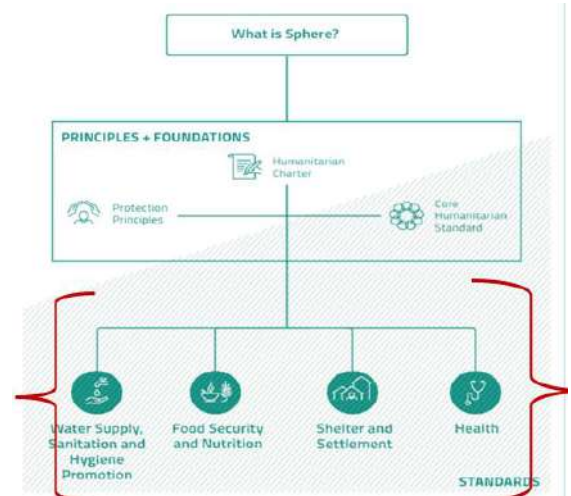 What is Sphere?
PRINCIPLES + FOUNDATIONS
Humanitarian
Charter
Protection
Principles
Core
Humanitarian
Standard
Water Supply,
Sanitation and
Hygiene
Promotion
Food Security
and Nutrition
Shelter and
Settlement
Health
STANDARDS